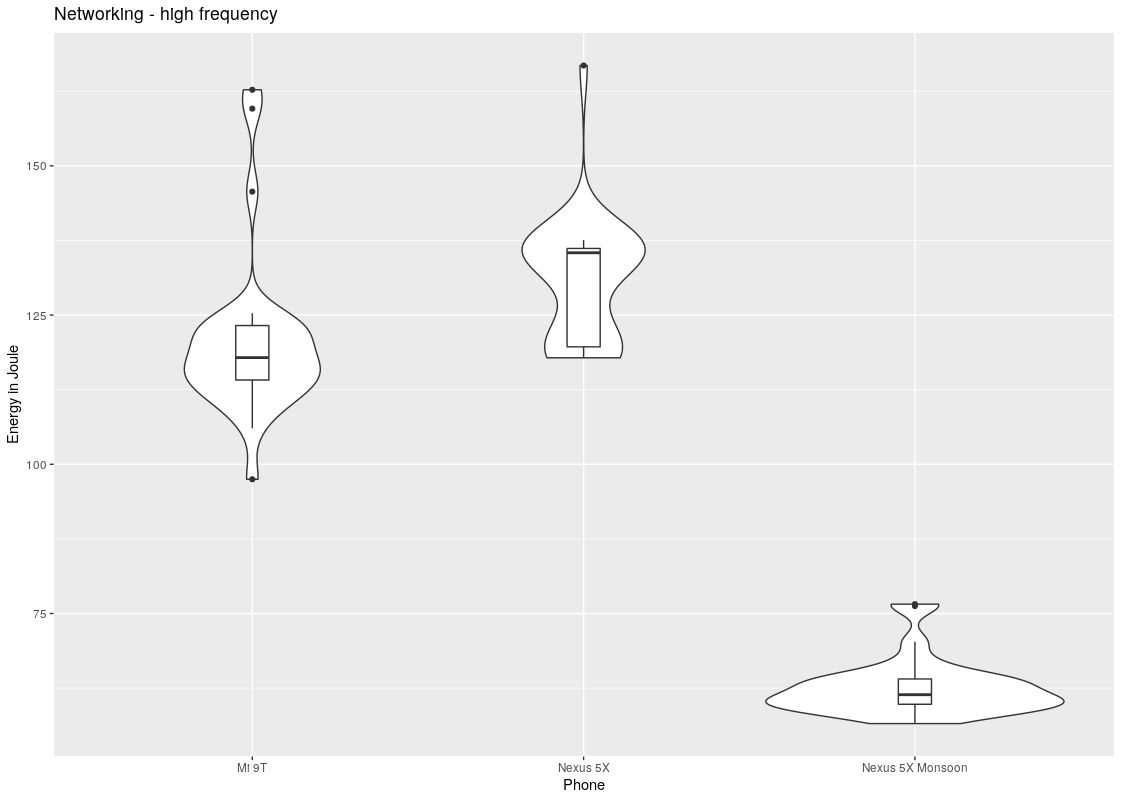 Networking - high frequency
150
125
100
75
Energy in Joule
MI 9T
Nexus 5X
Nexus 5X Monsoon
Phone